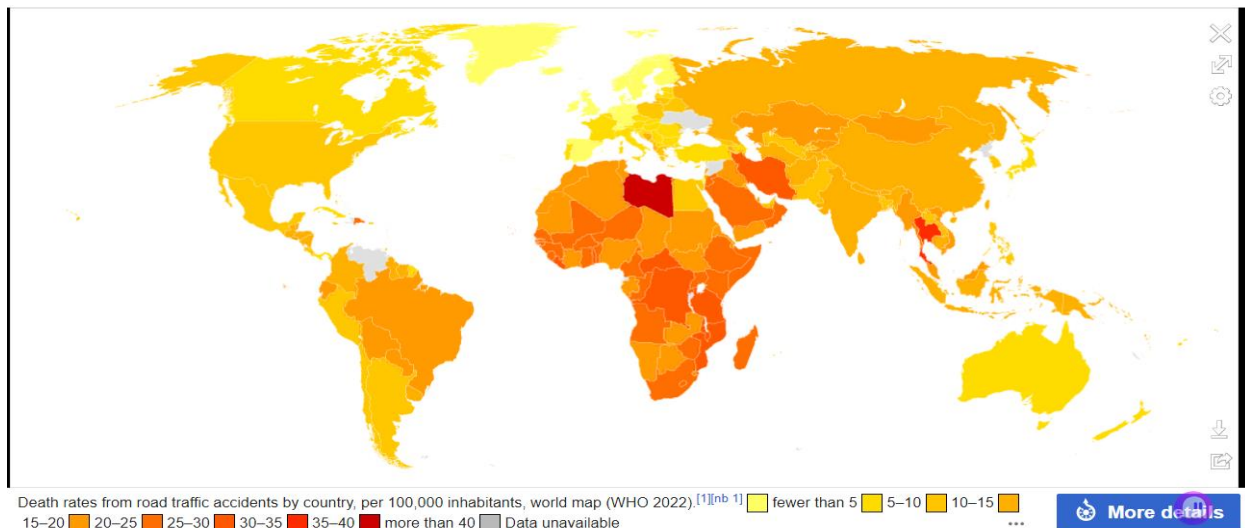 Death rates from road traffic accidents by country, per 100,000 inhabitants, world map (WHO 2022).[1][nb 1] fewer than 5 5–10 10–15
15–20 20–25 25–30 30–35 35–40 more than 40 Data unavailable
...
More details